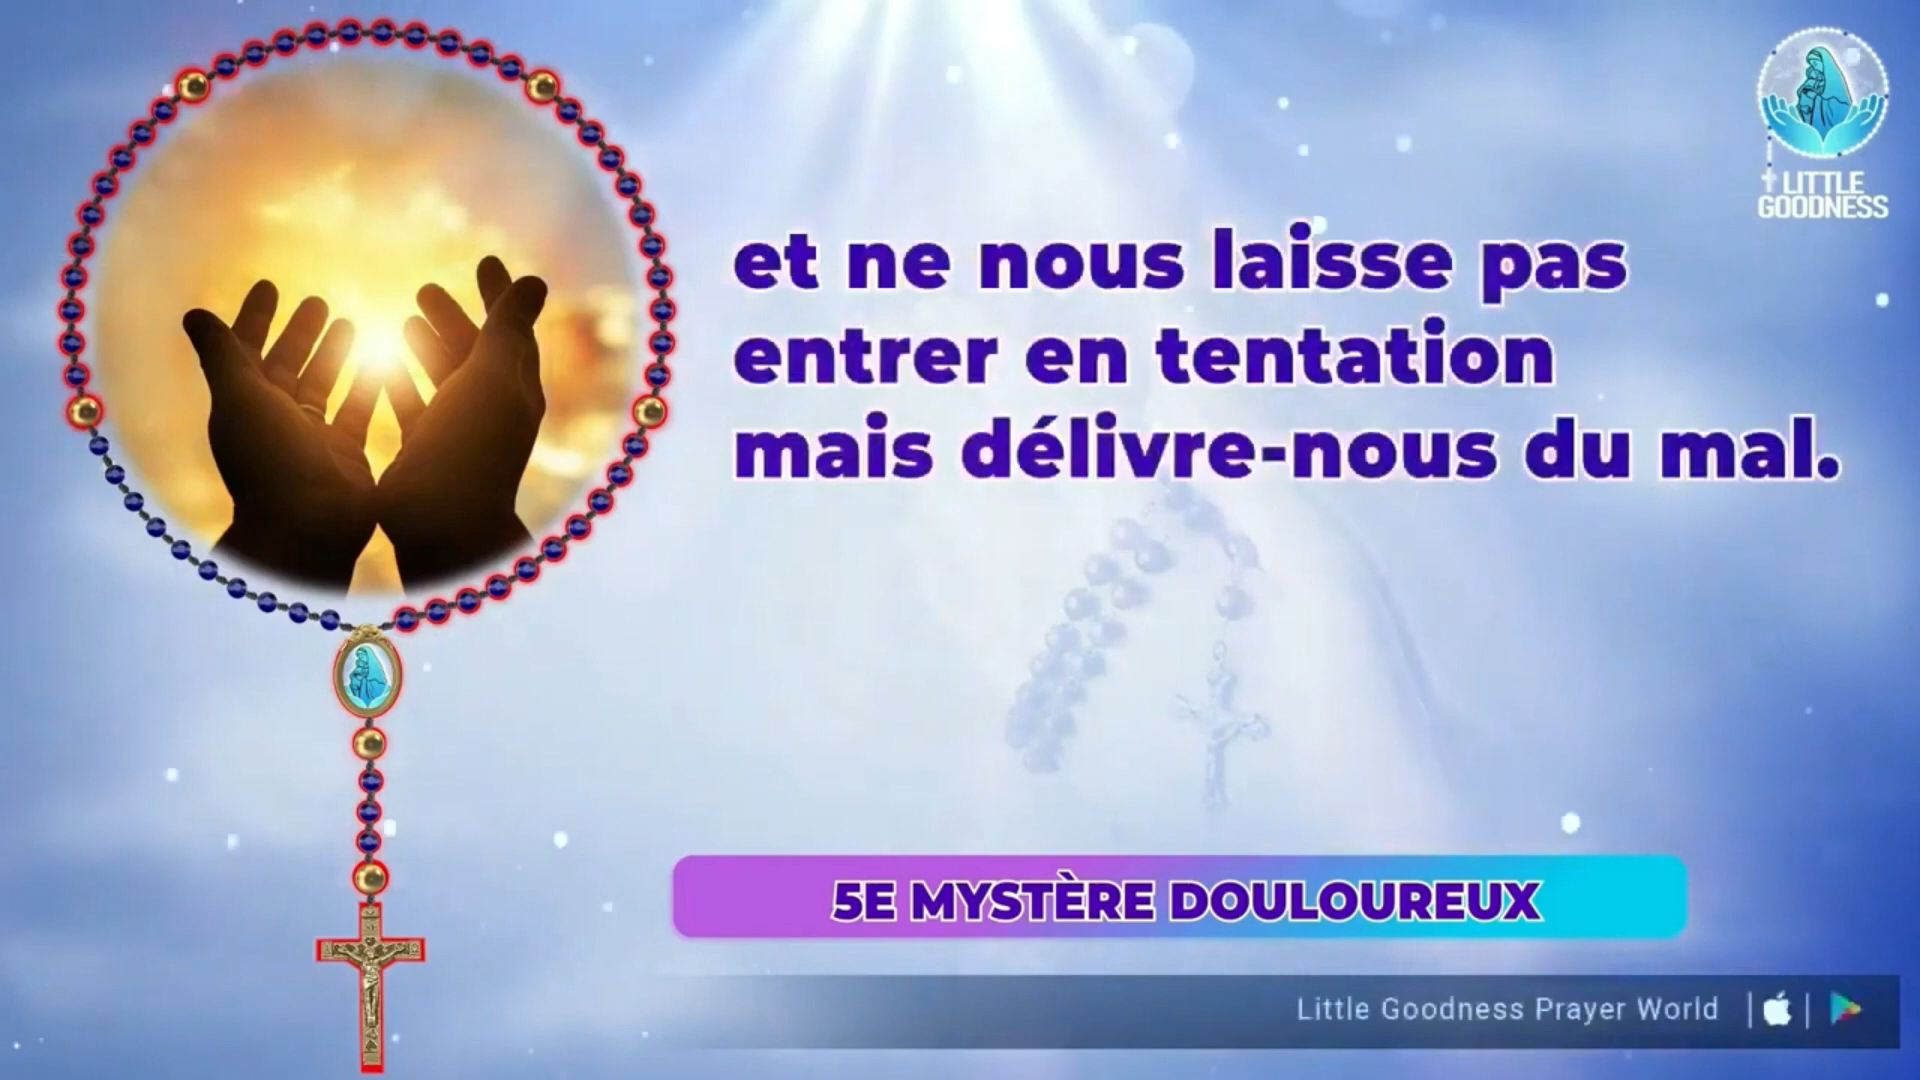 LITTLE
GOODNESS
et ne nous laisse pas
entrer en tentation
mais délivre-nous du mal.
5E MYSTÈRE DOULOUREUX
Little Goodness Prayer World